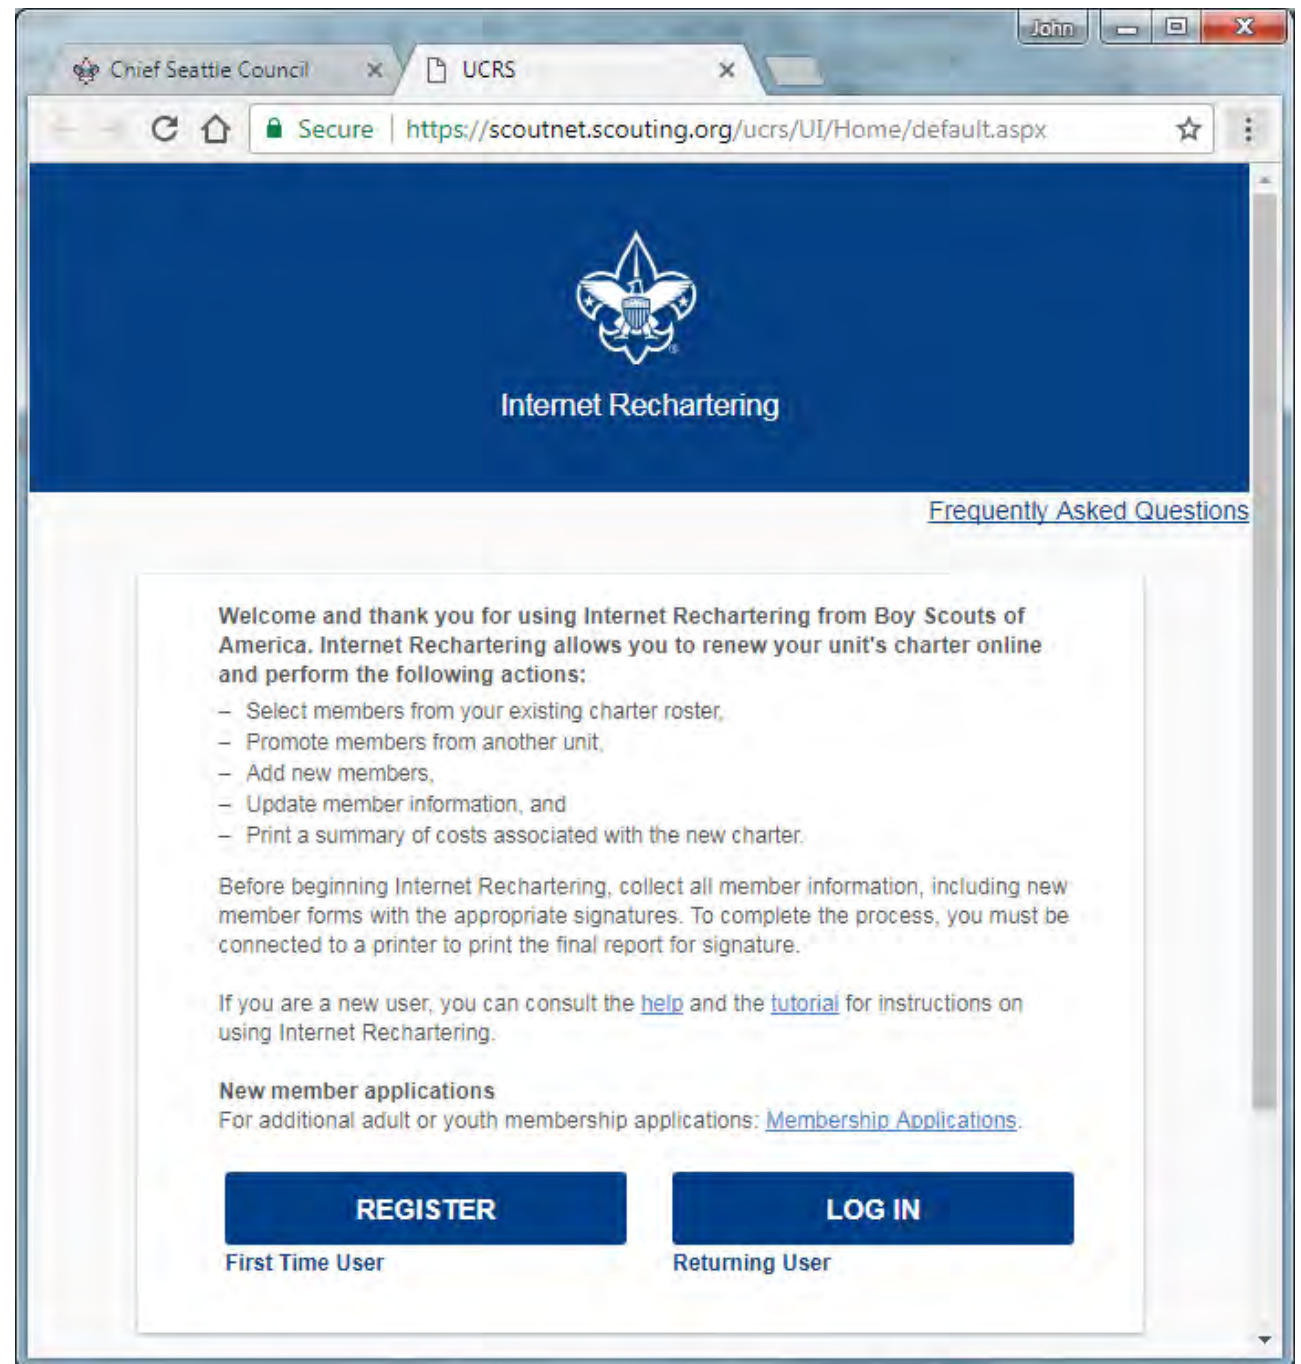 John
Chief Seattle Council
UCRS
Secure | https://scoutnet.scouting.org/ucrs/UI/Home/default.aspx
Internet Rechartering
Frequently Asked Questions
Welcome and thank you for using Internet Rechartering from Boy Scouts of
America. Internet Rechartering allows you to renew your unit's charter online
and perform the following actions:
– Select members from your existing charter roster,
– Promote members from another unit,
– Add new members,
– Update member information, and
– Print a summary of costs associated with the new charter.
Before beginning Internet Rechartering, collect all member information, including new
member forms with the appropriate signatures. To complete the process, you must be
connected to a printer to print the final report for signature.
If you are a new user, you can consult the help and the tutorial for instructions on
using Internet Rechartering.
New member applications
For additional adult or youth membership applications: Membership Applications.
REGISTER
LOG IN
First Time User
Returning User